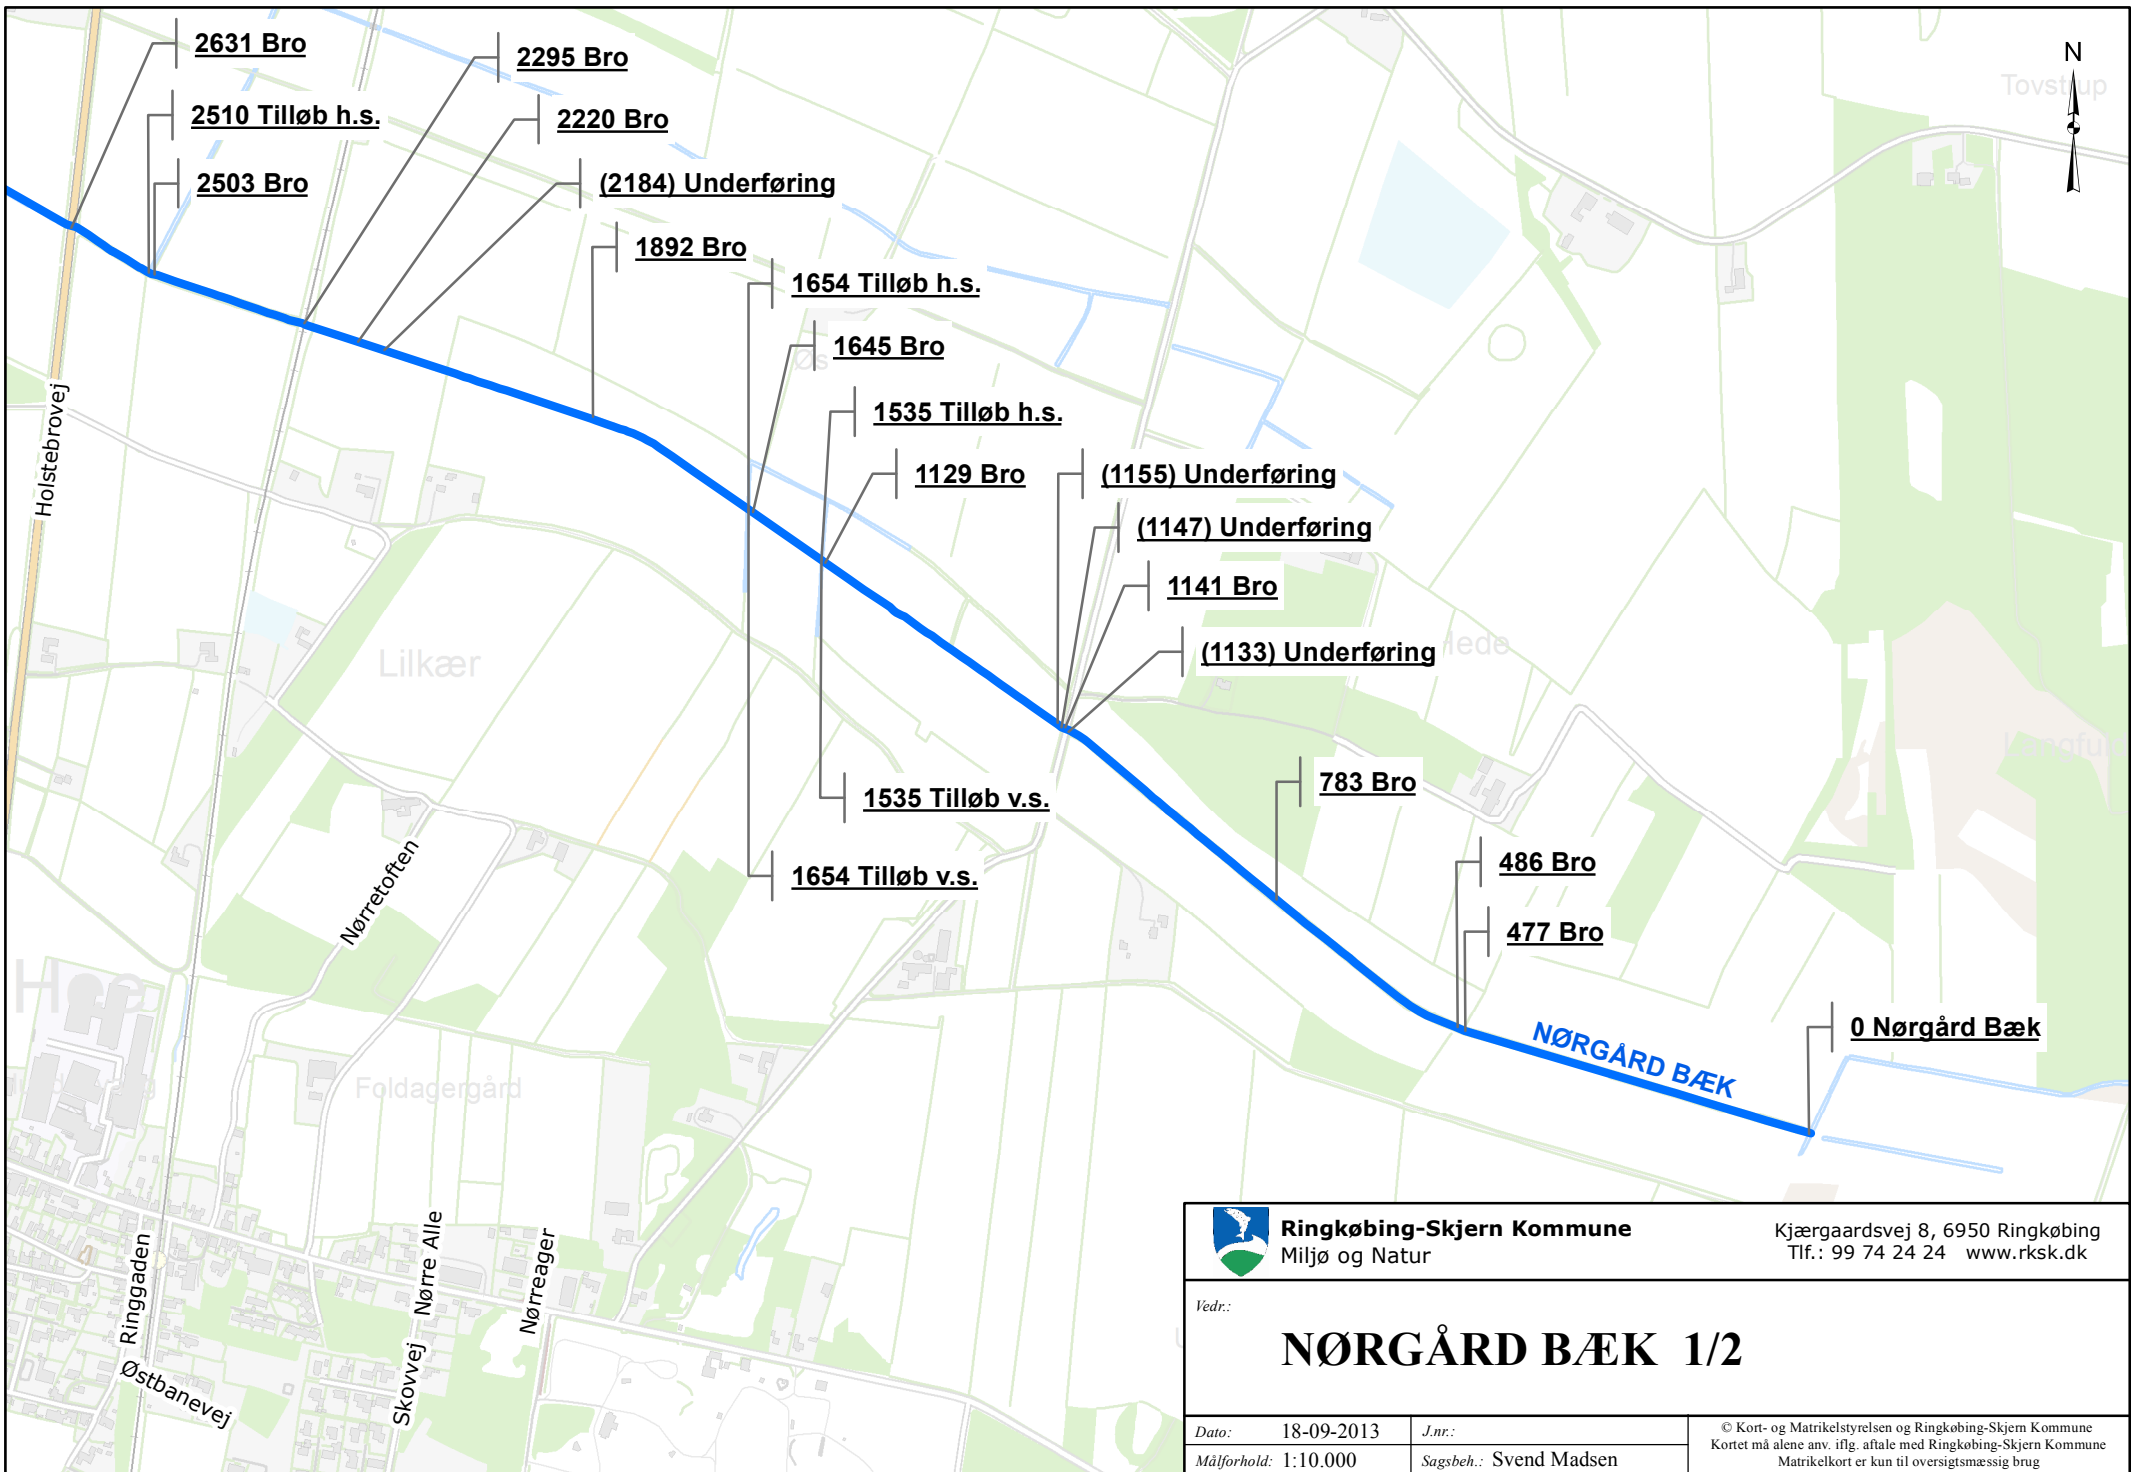 2631 Bro
2295 Bro
N
Tovstrup
2510 Tilløb h.s.
2220 Bro
2503 Bro
(2184) Underføring
1892 Bro
1654 Tilløb h.s.
1645 Bro
Holstebrovej
1535 Tilløb h.s.
1129 Bro
(1155) Underføring
(1147) Underføring
1141 Bro
(1133) Underføring
Lilkær
783 Bro
1535 Tilløb v.s.
486 Bro
1654 Tilløb v.s.
Nørretoften
477 Bro
Hee
0 Nørgård Bæk
NØRGÅRD BÆK
Foldagergård
Ringgaden
Nørre Alle
Nørreager
Skovvej
Østbanevej
Ringkøbing-Skjern Kommune
Miljø og Natur
Kjærgaardsvej 8, 6950 Ringkøbing
Tlf.: 99 74 24 24 www.rksk.dk
Vedr.:
NØRGÅRD BÆK 1/2
Dato: 18-09-2013
J.nr.:
Målforhold: 1:10.000
Sagsbeh.: Svend Madsen
© Kort- og Matrikelstyrelsen og Ringkøbing-Skjern Kommune
Kortet må alene anv. iflg. aftale med Ringkøbing-Skjern Kommune
Matrikelkort er kun til oversigtsmæssig brug